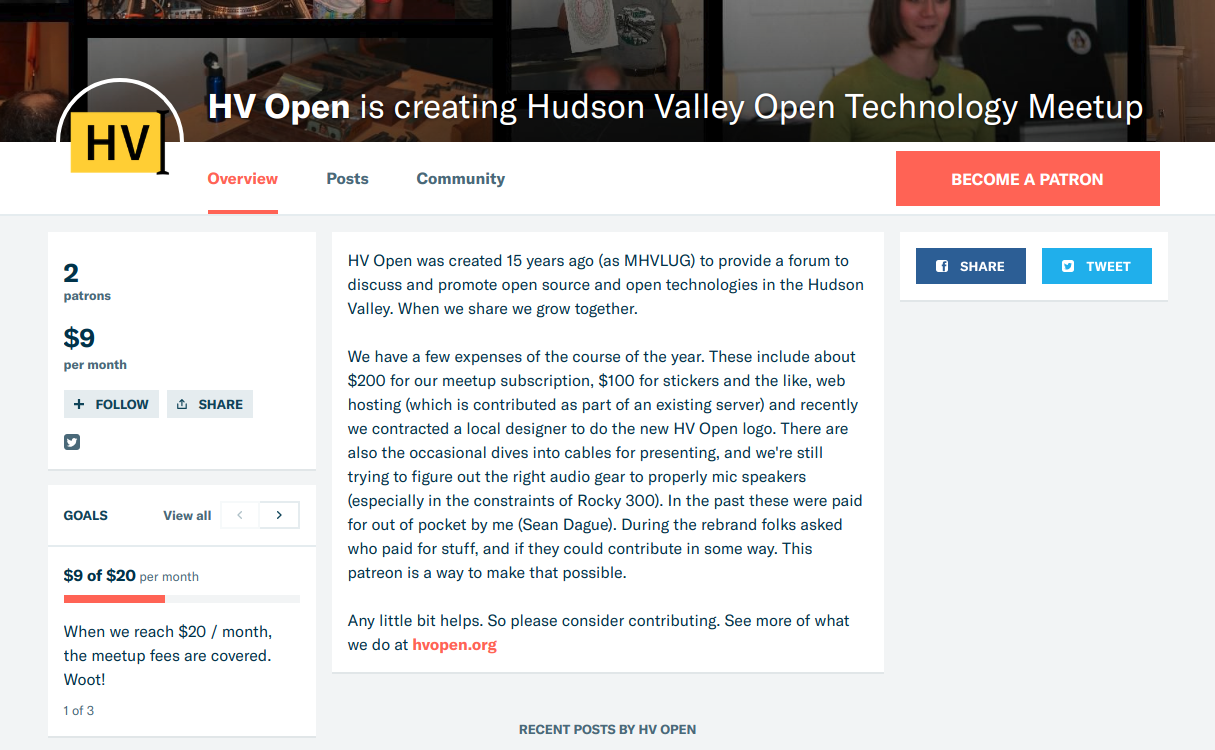 HV Open is creating Hudson Valley Open Technology Meetup
HV
Overview
Posts
Community
BECOME A PATRON
2
patrons
$9
per month
FOLLOW
SHARE
GOALS
View all
$9 of $20 per month
When we reach $20 / month,
the meetup fees are covered.
Woot!
1 of 3
HV Open was created 15 years ago (as MHVLUG) to provide a forum to
discuss and promote open source and open technologies in the Hudson
Valley. When we share we grow together.
We have a few expenses of the course of the year. These include about
$200 for our meetup subscription, $100 for stickers and the like, web
hosting (which is contributed as part of an existing server) and recently
we contracted a local designer to do the new HV Open logo. There are
also the occasional dives into cables for presenting, and we're still
trying to figure out the right audio gear to properly mic speakers
(especially in the constraints of Rocky 300). In the past these were paid
for out of pocket by me (Sean Dague). During the rebrand folks asked
who paid for stuff, and if they could contribute in some way. This
patreon is a way to make that possible.
Any little bit helps. So please consider contributing. See more of what
we do at hvopen.org
SHARE
TWEET
RECENT POSTS BY HV OPEN